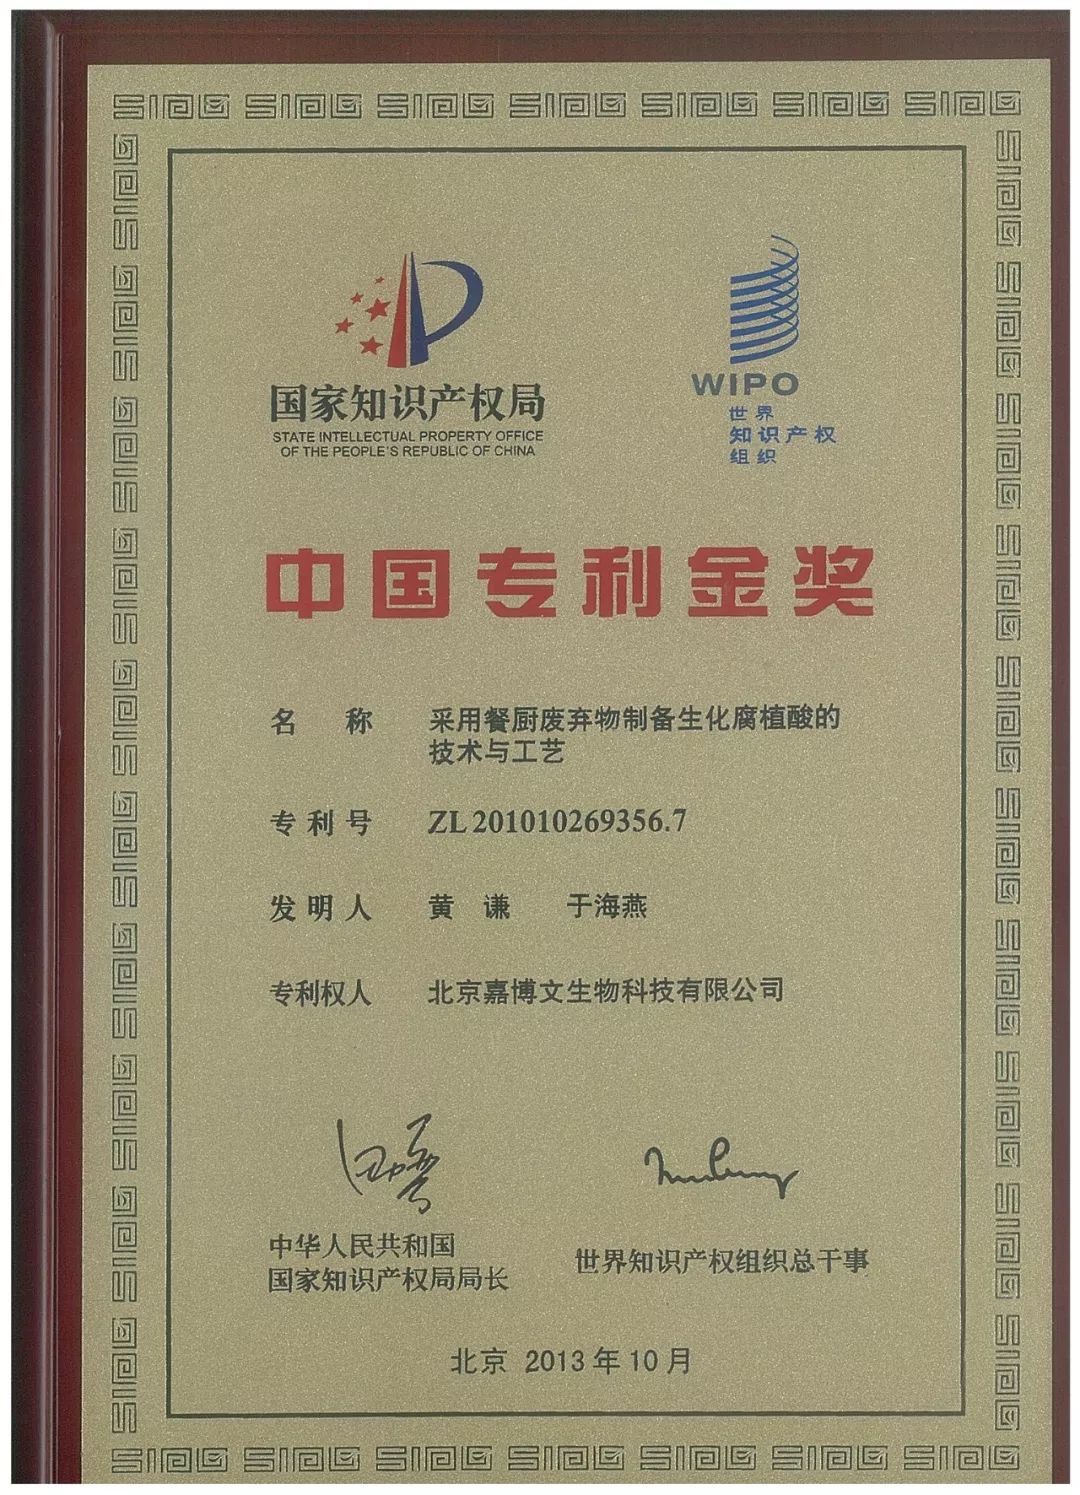 国家知识产权局
STATE INTELLECTUAL PROPERTY OFFICE
OF THE PEOPLE'S REPUBLIC OF CHINA
WIPO
世界
知识产权
组织
中国专利金奖
名 称 采用餐厨废弃物制备生化腐植酸的
技术与工艺
专利号 ZL 201010269356.7
发明人 黄 谦 于海燕
专利权人 北京嘉博文生物科技有限公司
中华人民共和国
国家知识产权局局长
世界知识产权组织总干事
北京 2013年10月